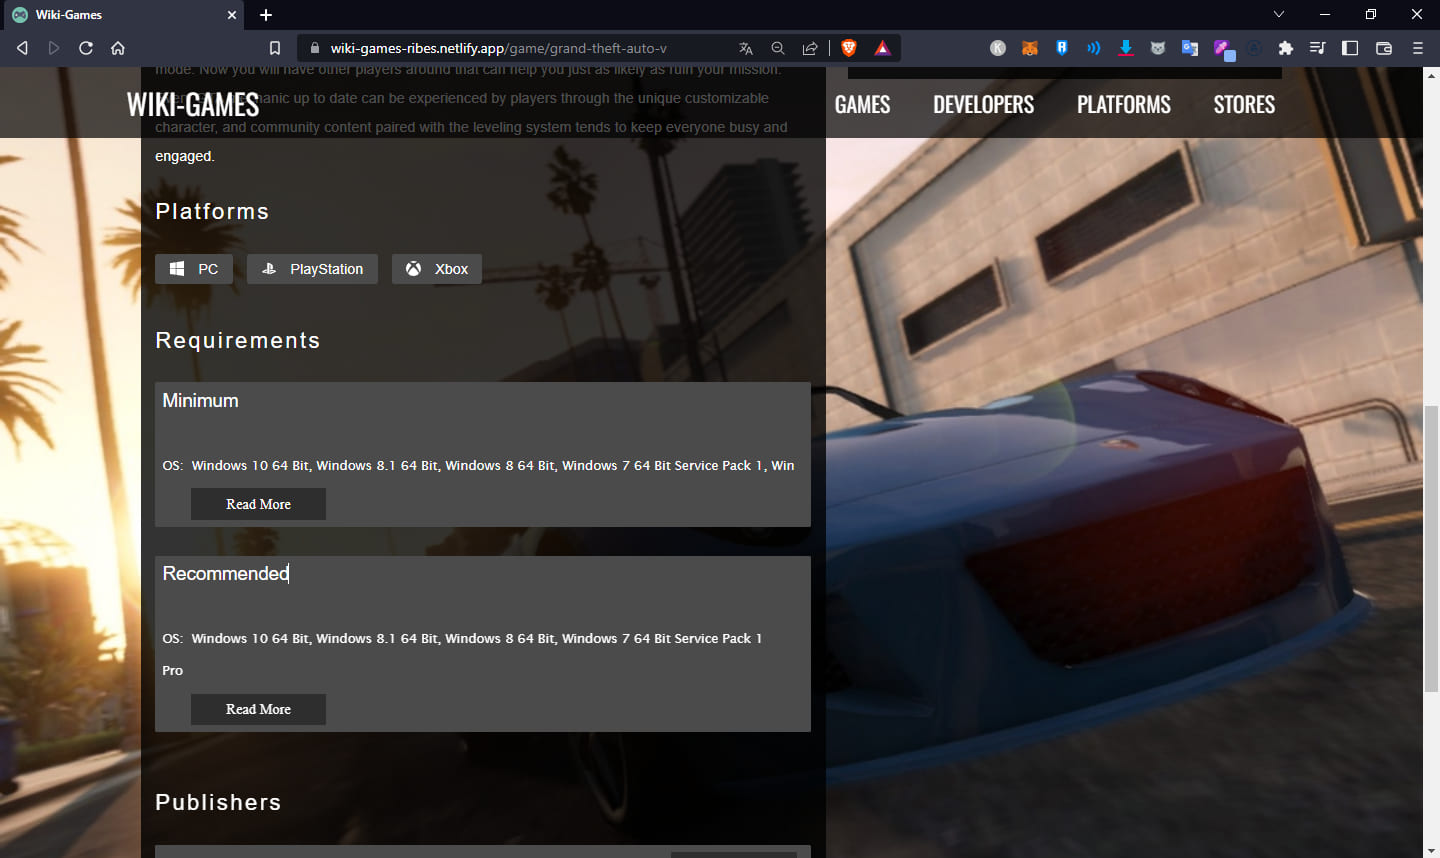 Wiki-Games
wiki-games-ribes.netlify.app/game/grand-theft-auto-v
WIKI-GAMES
GAMES
DEVELOPERS
PLATFORMS
STORES
mode. Now you will have other players around that can help you just as likely as ruin your mission.
up to date can be experienced by players through the unique customizable
character, and community content paired with the leveling system tends to keep everyone busy and
engaged.
Platforms
PC
PlayStation
Xbox
Requirements
Minimum
OS: Windows 10 64 Bit, Windows 8.1 64 Bit, Windows 8 64 Bit, Windows 7 64 Bit Service Pack 1, Win
Read More
Recommended
OS: Windows 10 64 Bit, Windows 8.1 64 Bit, Windows 8 64 Bit, Windows 7 64 Bit Service Pack 1
Pro
Read More
Publishers